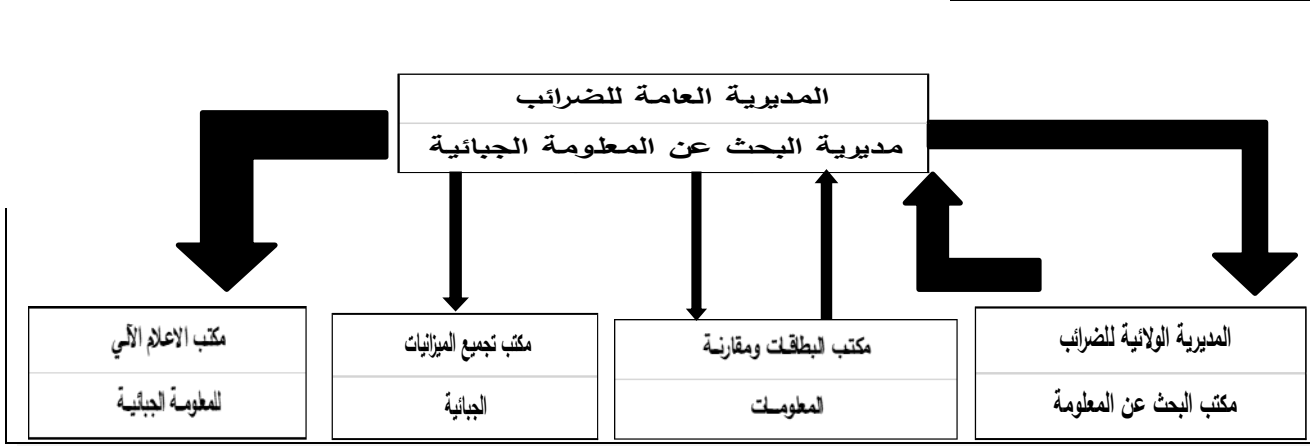 المديرية العامة للضرائب
مديرية البحث عن المعلومة الجبائية
المديرية الولائية للضرائب
مكتب البحث عن المعلومة
مكتب البطاقات ومقارنة
المعلومات
مكتب تجميع الميزانيات
الجبائية
مكتب الاعلام الآلي
للمعلومة الجبائية